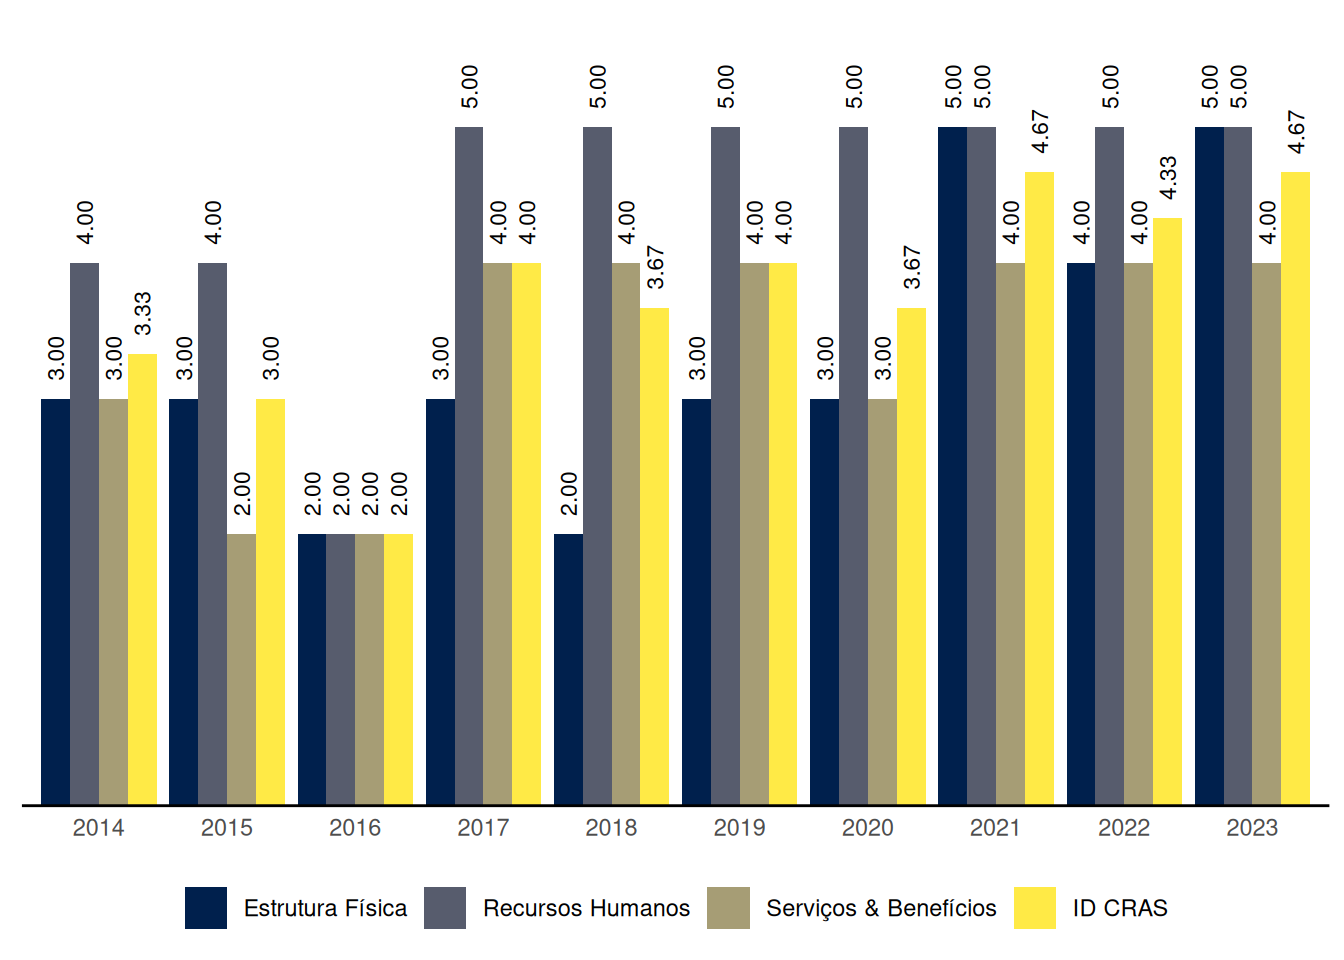 5.00 5.00 5.00 5.00 5.00 5.00 5.00 5.00 5.00
4.67 4.67
4.33
4.00 4.00 4.00 4.00 4.00 4.00 4.00 4.00 4.00 4.00 4.00
3.67 3.67
3.33
3.00 3.00 3.00 3.00 3.00 3.00 3.00 3.00
2.00 2.00 2.00 2.00 2.00 2.00
2014 2015 2016 2017 2018 2019 2020 2021 2022 2023
Estrutura Física Recursos Humanos Serviços & Benefícios ID CRAS